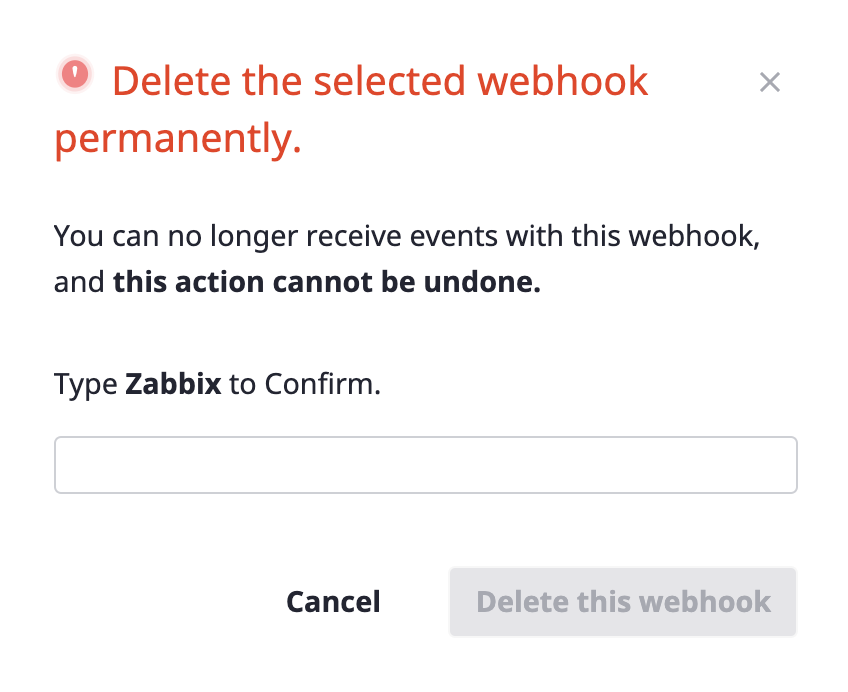 Delete the selected webhook
permanently.
You can no longer receive events with this webhook,
and this action cannot be undone.
Type Zabbix to Confirm.
Cancel
Delete this webhook